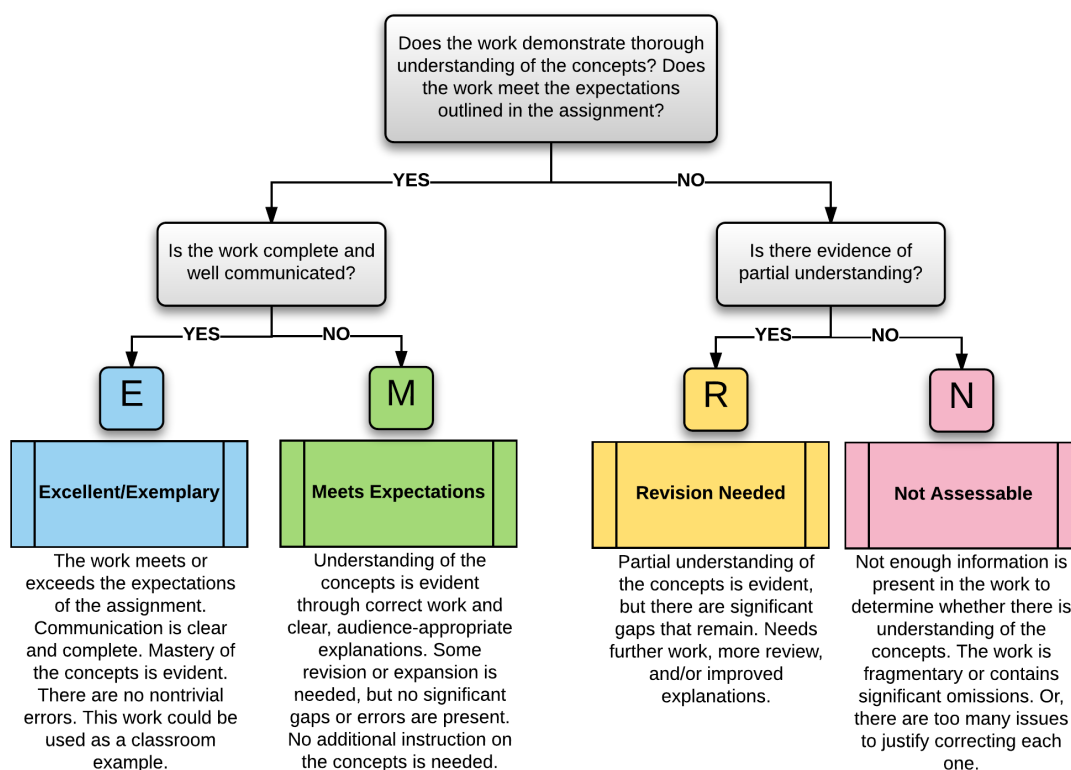 Does the work demonstrate thorough
understanding of the concepts? Does
the work meet the expectations
outlined in the assignment?
YES
NO
Is the work complete and
well communicated?
Is there evidence of
partial understanding?
YES
NO
YES
NO
E
M
R
N
Excellent/Exemplary
Meets Expectations
Revision Needed
Not Assessable
The work meets or
exceeds the expectations
of the assignment.
Communication is clear
and complete. Mastery of
the concepts is evident.
There are no nontrivial
errors. This work could be
used as a classroom
example.
Understanding of the
concepts is evident
through correct work and
clear, audience-appropriate
explanations. Some
revision or expansion is
needed, but no significant
gaps or errors are present.
No additional instruction on
the concepts is needed.
Partial understanding of
the concepts is evident,
but there are significant
gaps that remain. Needs
further work, more review,
and/or improved
explanations.
Not enough information is
present in the work to
determine whether there is
understanding of the
concepts. The work is
fragmentary or contains
significant omissions. Or,
there are too many issues
to justify correcting each
one.